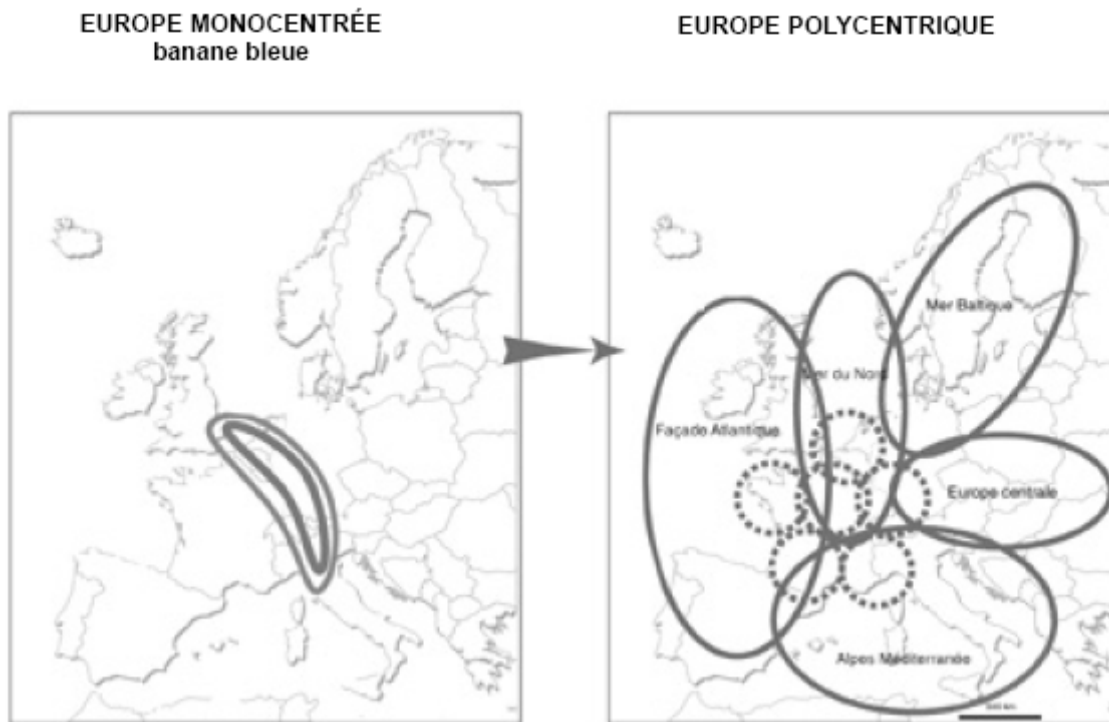 EUROPE MONOCENTRÉE
banane bleue
EUROPE POLYCENTRIQUE
Mer Baltique
Mer du Nord
Façade Atlantique
Europe centrale
Alpes Méditerranée